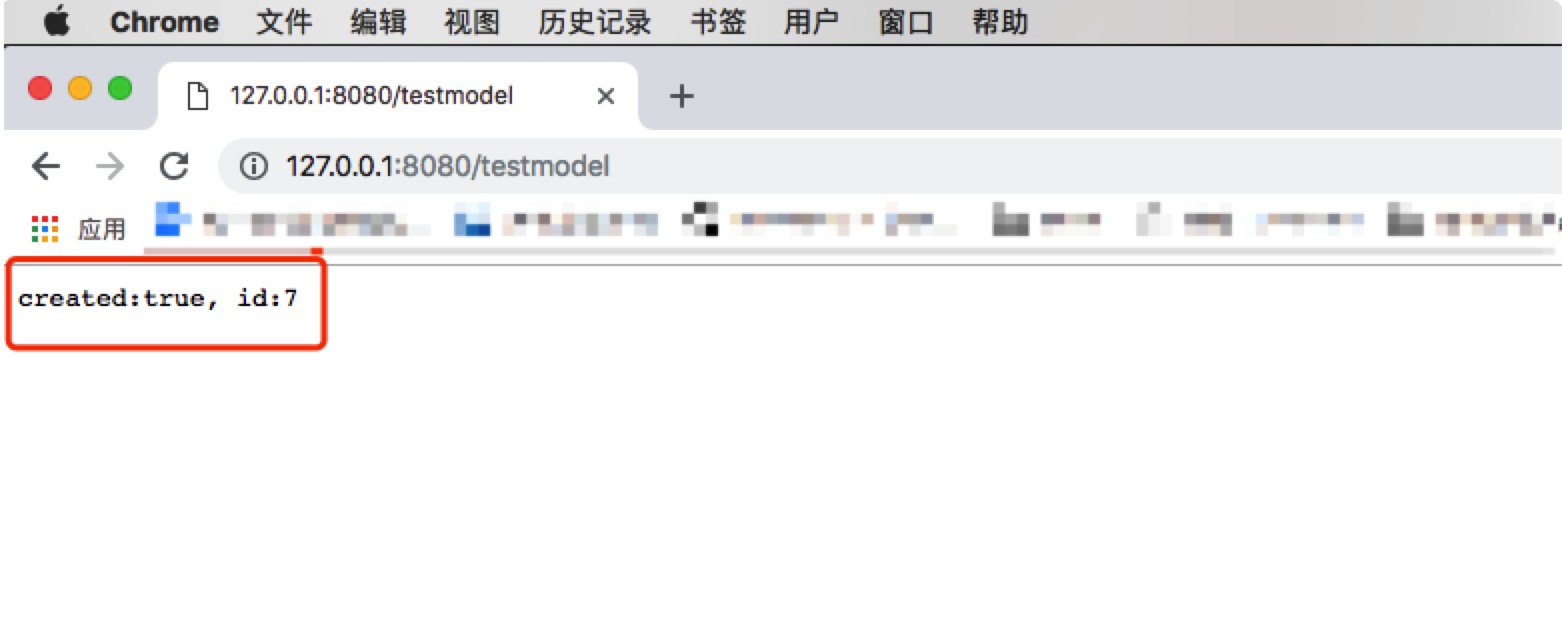 Chrome 文件 编辑 视图 历史记录 书签 用户 窗口 帮助
127.0.0.1:8080/testmodel
127.0.0.1:8080/testmodel
应用
created:true, id:7